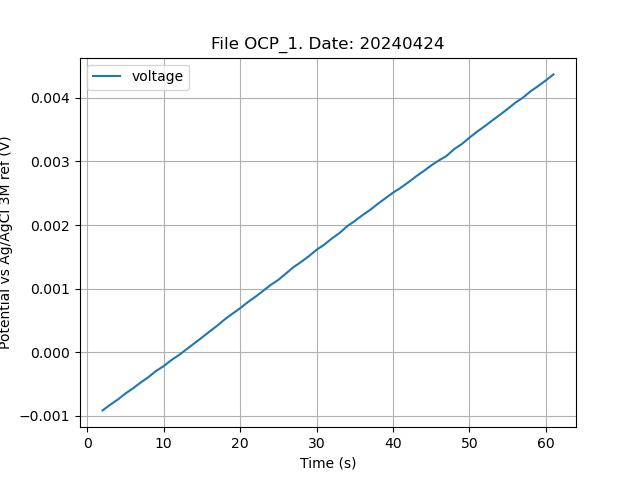 File OCP_1. Date: 20240424
voltage
0.004
0.003
0.002
0.001
0.000
−0.001
Potential vs Ag/AgCl 3M ref (V)
0 10 20 30 40 50 60
Time (s)